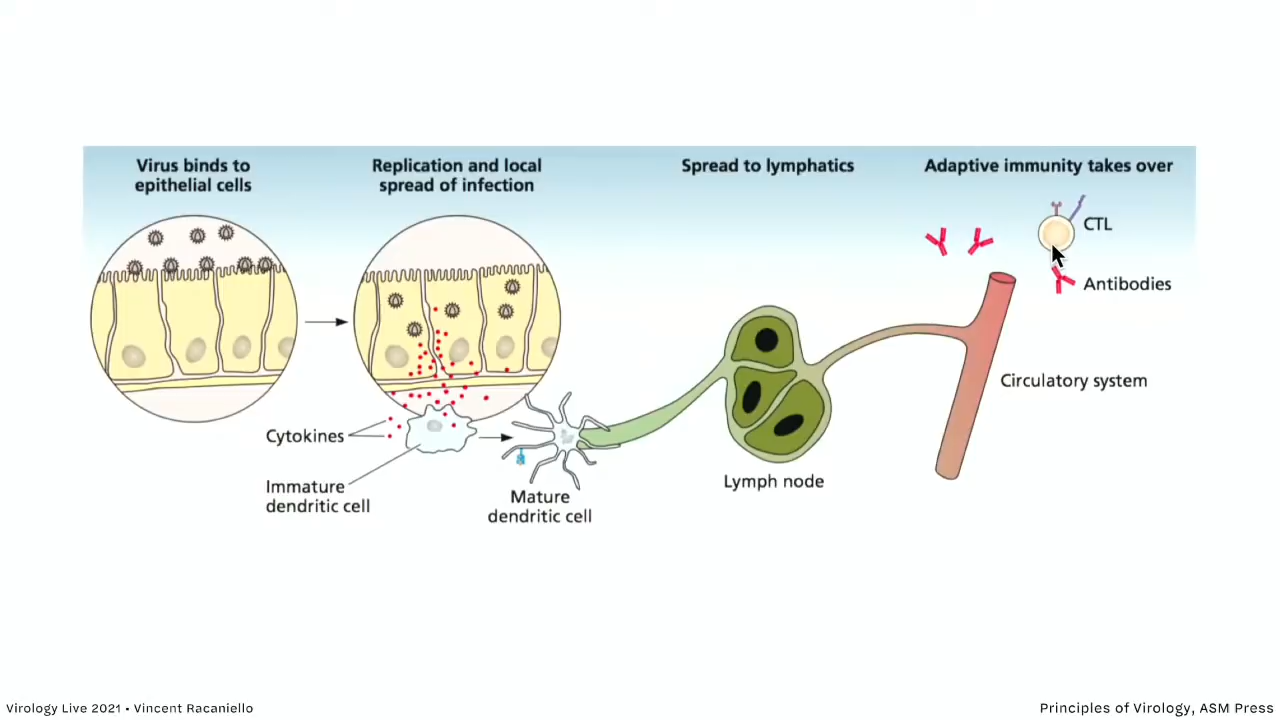 Virus binds to
epithelial cells
Replication and local
spread of infection
Spread to lymphatics
Adaptive immunity takes over
CTL
Antibodies
Circulatory system
Cytokines
Immature
dendritic cell
Mature
dendritic cell
Lymph node
Virology Live 2021 • Vincent Racaniello
Principles of Virology, ASM Press